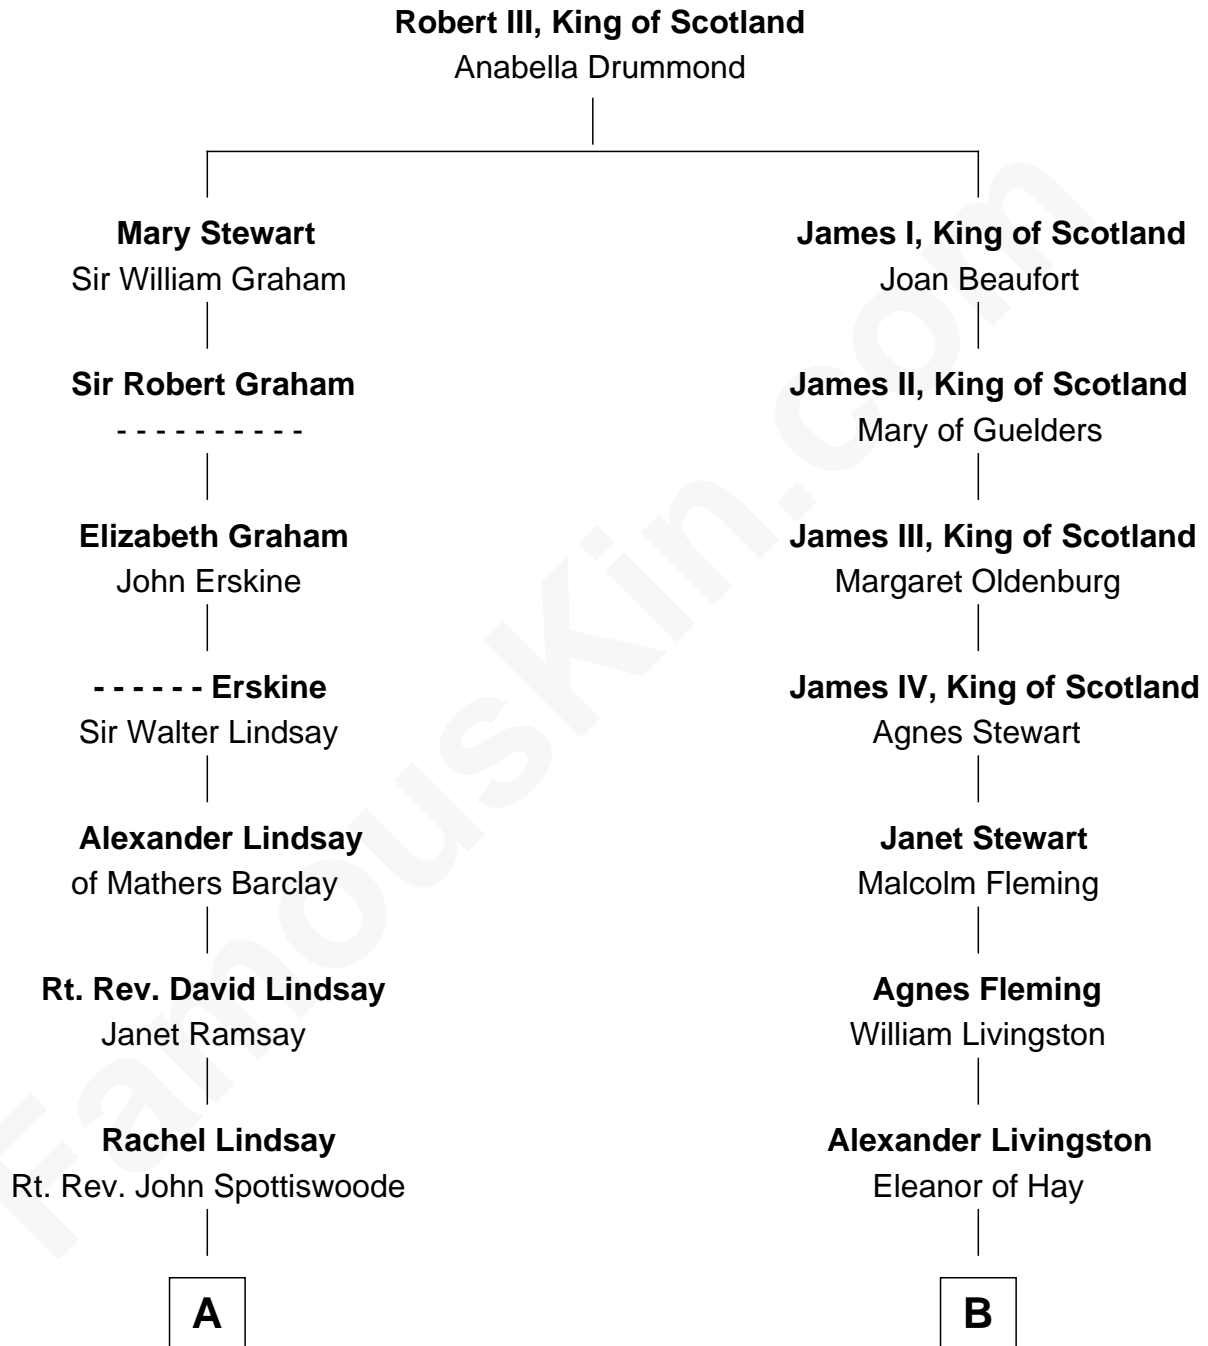 Robert III, King of Scotland
Anabella Drummond
Mary Stewart
Sir William Graham
Sir Robert Graham
- - - - - - - - - -
Elizabeth Graham
John Erskine
- - - - - - Erskine
Sir Walter Lindsay
Alexander Lindsay
of Mathers Barclay
Rt. Rev. David Lindsay
Janet Ramsay
Rachel Lindsay
Rt. Rev. John Spottiswoode
A
James I, King of Scotland
Joan Beaufort
James II, King of Scotland
Mary of Guelders
James III, King of Scotland
Margaret Oldenburg
James IV, King of Scotland
Agnes Stewart
Janet Stewart
Malcolm Fleming
Agnes Fleming
William Livingston
Alexander Livingston
Eleanor of Hay
B
FamousKin.com